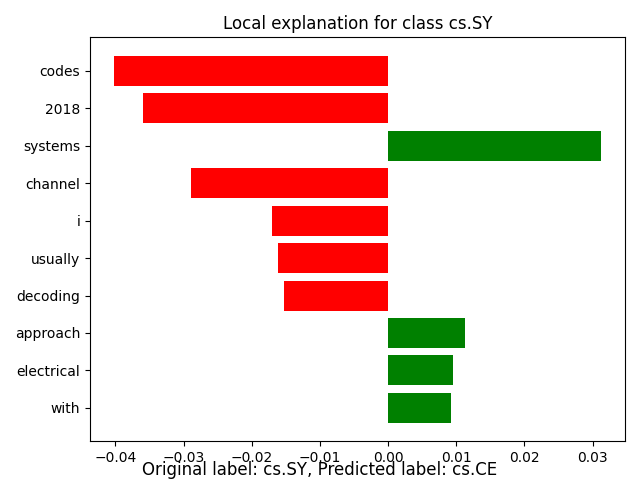 Local explanation for class cs.SY
codes
2018
systems
channel
i
usually
decoding
approach
electrical
with
−0.04 −0.03 −0.02 −0.01 0.00 0.01 0.02 0.03
Original label: cs.SY, Predicted label: cs.CE